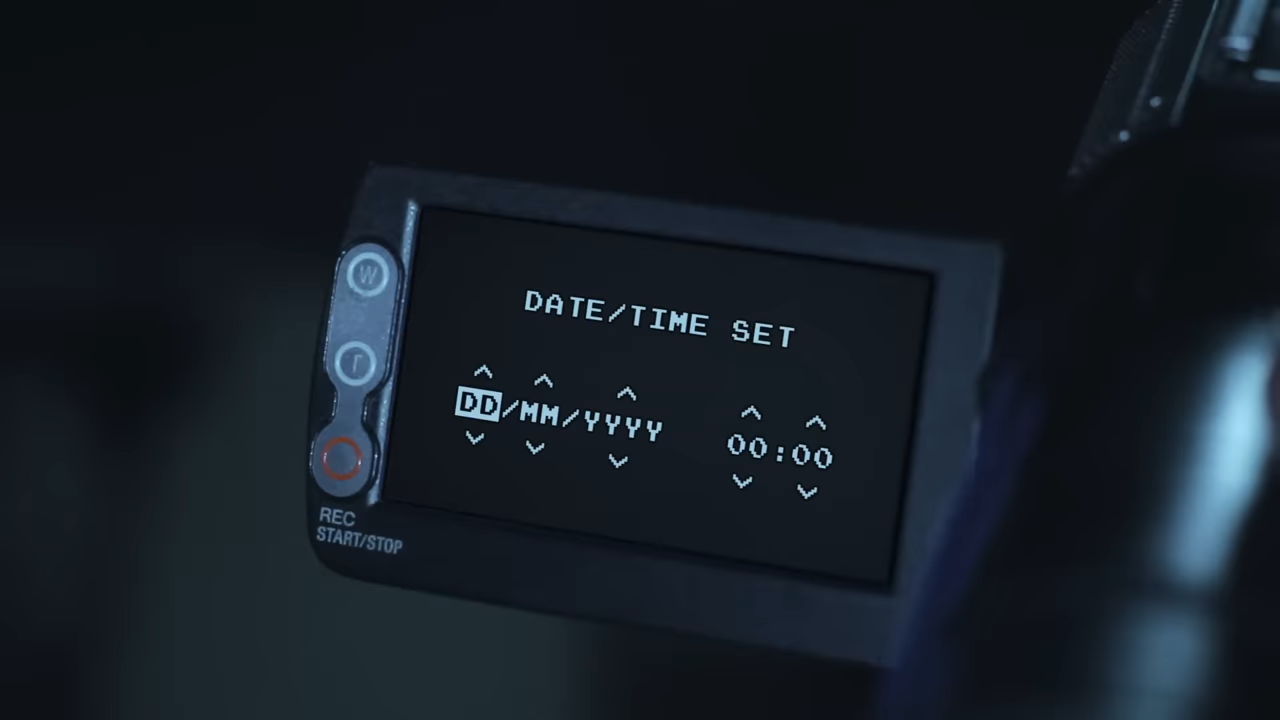 W
T
DATE/TIME SET
DD/MM/YYYY 00:00
REC
START/STOP